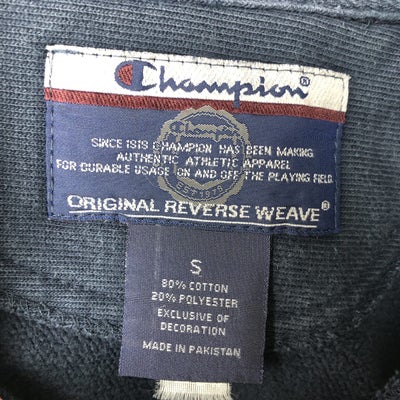 Champion®
Champion
SINCE 1919 CHAMPION HAS BEEN MAKING
AUTHENTIC ATHLETIC APPAREL
FOR DURABLE USAGE ON AND OFF THE PLAYING FIELD.
ORIGINAL REVERSE WEAVE®
S
80% COTTON
20% POLYESTER
EXCLUSIVE OF
DECORATION
MADE IN PAKISTAN